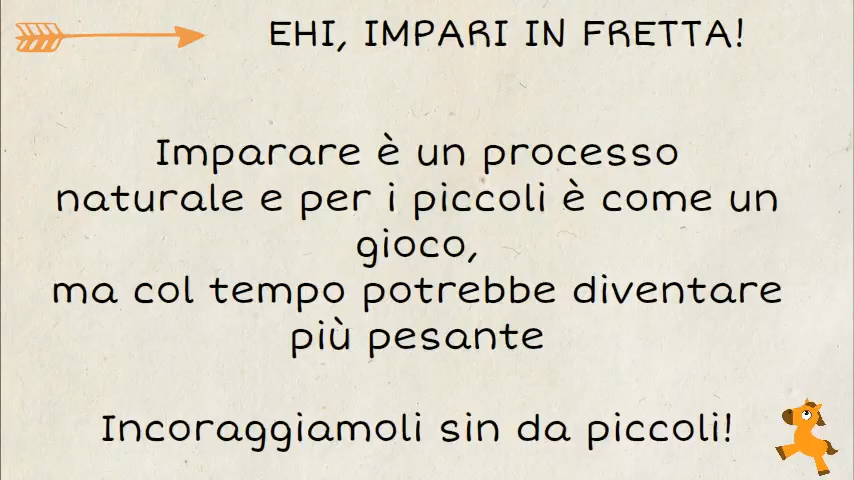 EHI, IMPARI IN FRETTA!
Imparare è un processo
naturale e per i piccoli è come un
gioco,
ma col tempo potrebbe diventare
più pesante
Incoraggiamoli sin da piccoli!